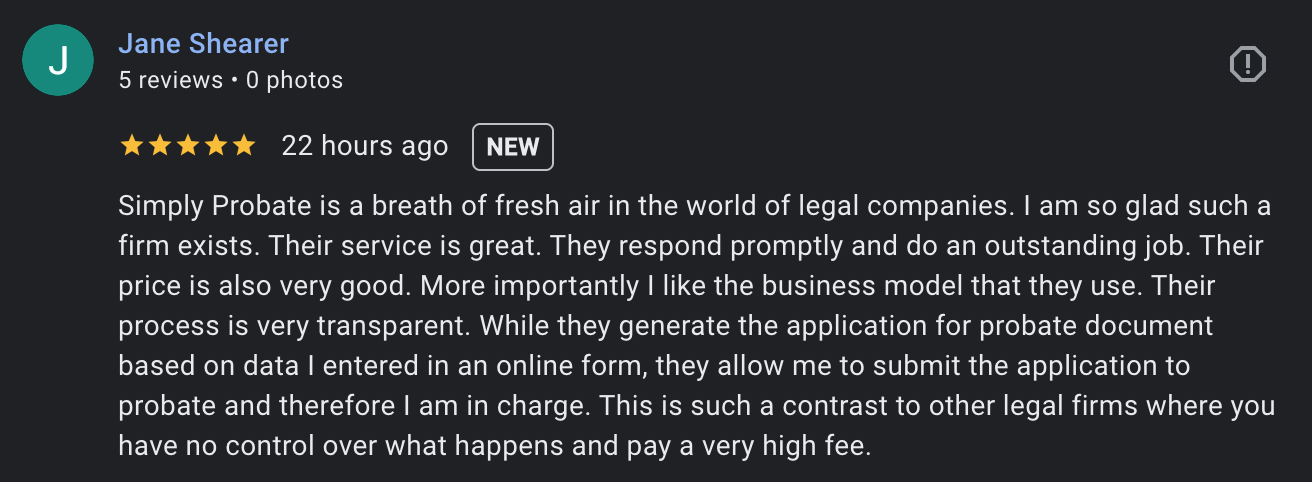 J
Jane Shearer
5 reviews • 0 photos
22 hours ago NEW
Simply Probate is a breath of fresh air in the world of legal companies. I am so glad such a
firm exists. Their service is great. They respond promptly and do an outstanding job. Their
price is also very good. More importantly I like the business model that they use. Their
process is very transparent. While they generate the application for probate document
based on data I entered in an online form, they allow me to submit the application to
probate and therefore I am in charge. This is such a contrast to other legal firms where you
have no control over what happens and pay a very high fee.